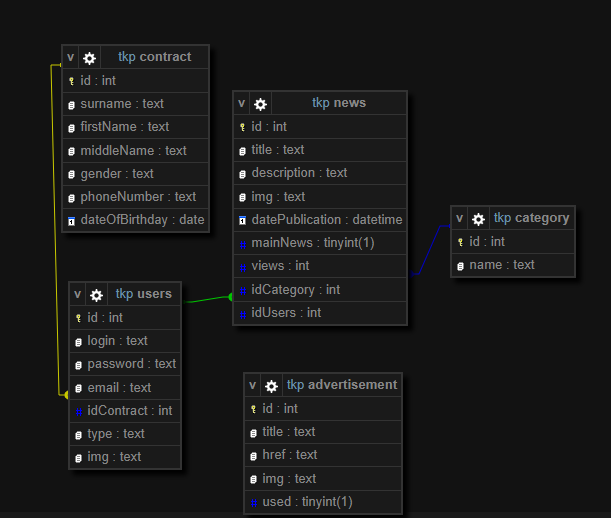 v tkp contract
id : int
surname : text
firstName : text
middleName : text
gender : text
phoneNumber : text
dateOfBirthday : date
v tkp users
id : int
login : text
password : text
email : text
idContract : int
type : text
img : text
v tkp news
id : int
title : text
description : text
img : text
datePublication : datetime
mainNews : tinyint(1)
views : int
idCategory : int
idUsers : int
v tkp advertisement
id : int
title : text
href : text
img : text
used : tinyint(1)
v tkp category
id : int
name : text